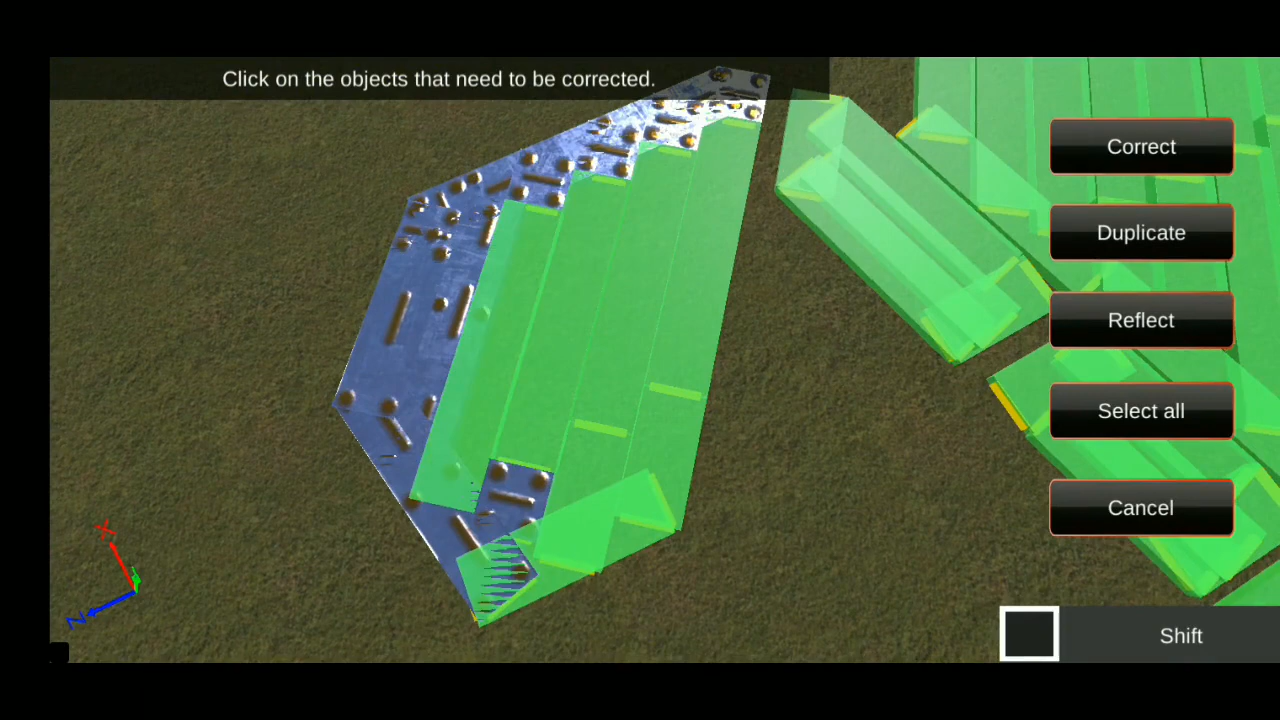 Click on the objects that need to be corrected.
Correct
Duplicate
Reflect
Select all
Cancel
X
Z
Shift